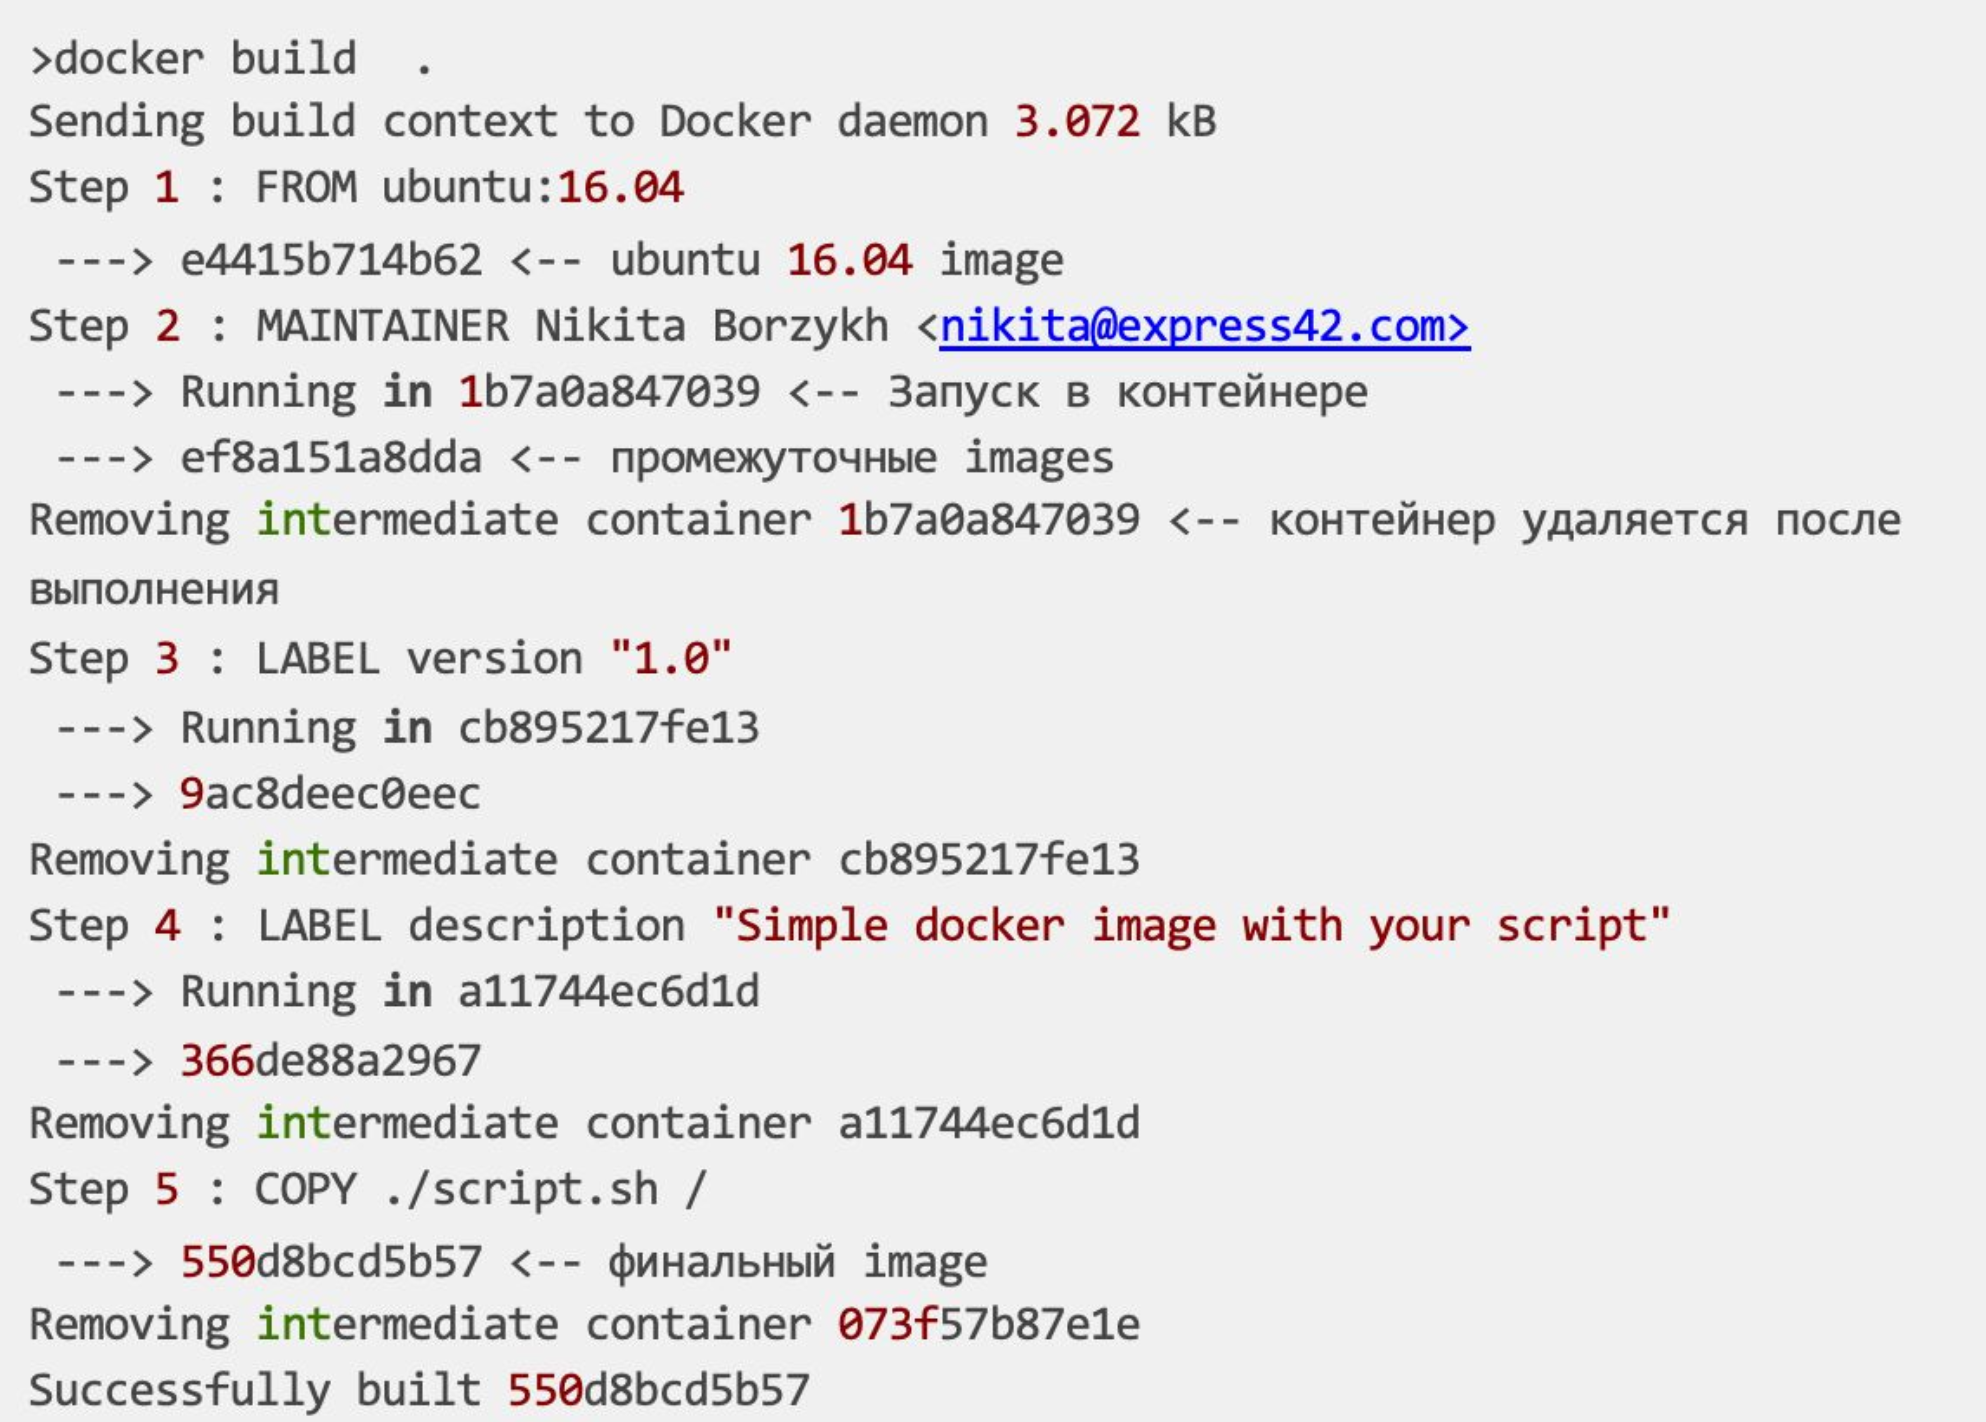 >docker build  .
Sending build context to Docker daemon 3.072 kB
Step 1 : FROM ubuntu:16.04
 ---> e4415b714b62 <-- ubuntu 16.04 image
Step 2 : MAINTAINER Nikita Borzykh <nikita@express42.com>
 ---> Running in 1b7a0a847039 <-- Запуск в контейнере
 ---> ef8a151a8dda <-- промежуточные images
Removing intermediate container 1b7a0a847039 <-- контейнер удаляется после
выполнения
Step 3 : LABEL version "1.0"
 ---> Running in cb895217fe13
 ---> 9ac8deec0eec
Removing intermediate container cb895217fe13
Step 4 : LABEL description "Simple docker image with your script"
 ---> Running in a11744ec6d1d
 ---> 366de88a2967
Removing intermediate container a11744ec6d1d
Step 5 : COPY ./script.sh /
 ---> 550d8bcd5b57 <-- финальный image
Removing intermediate container 073f57b87e1e
Successfully built 550d8bcd5b57